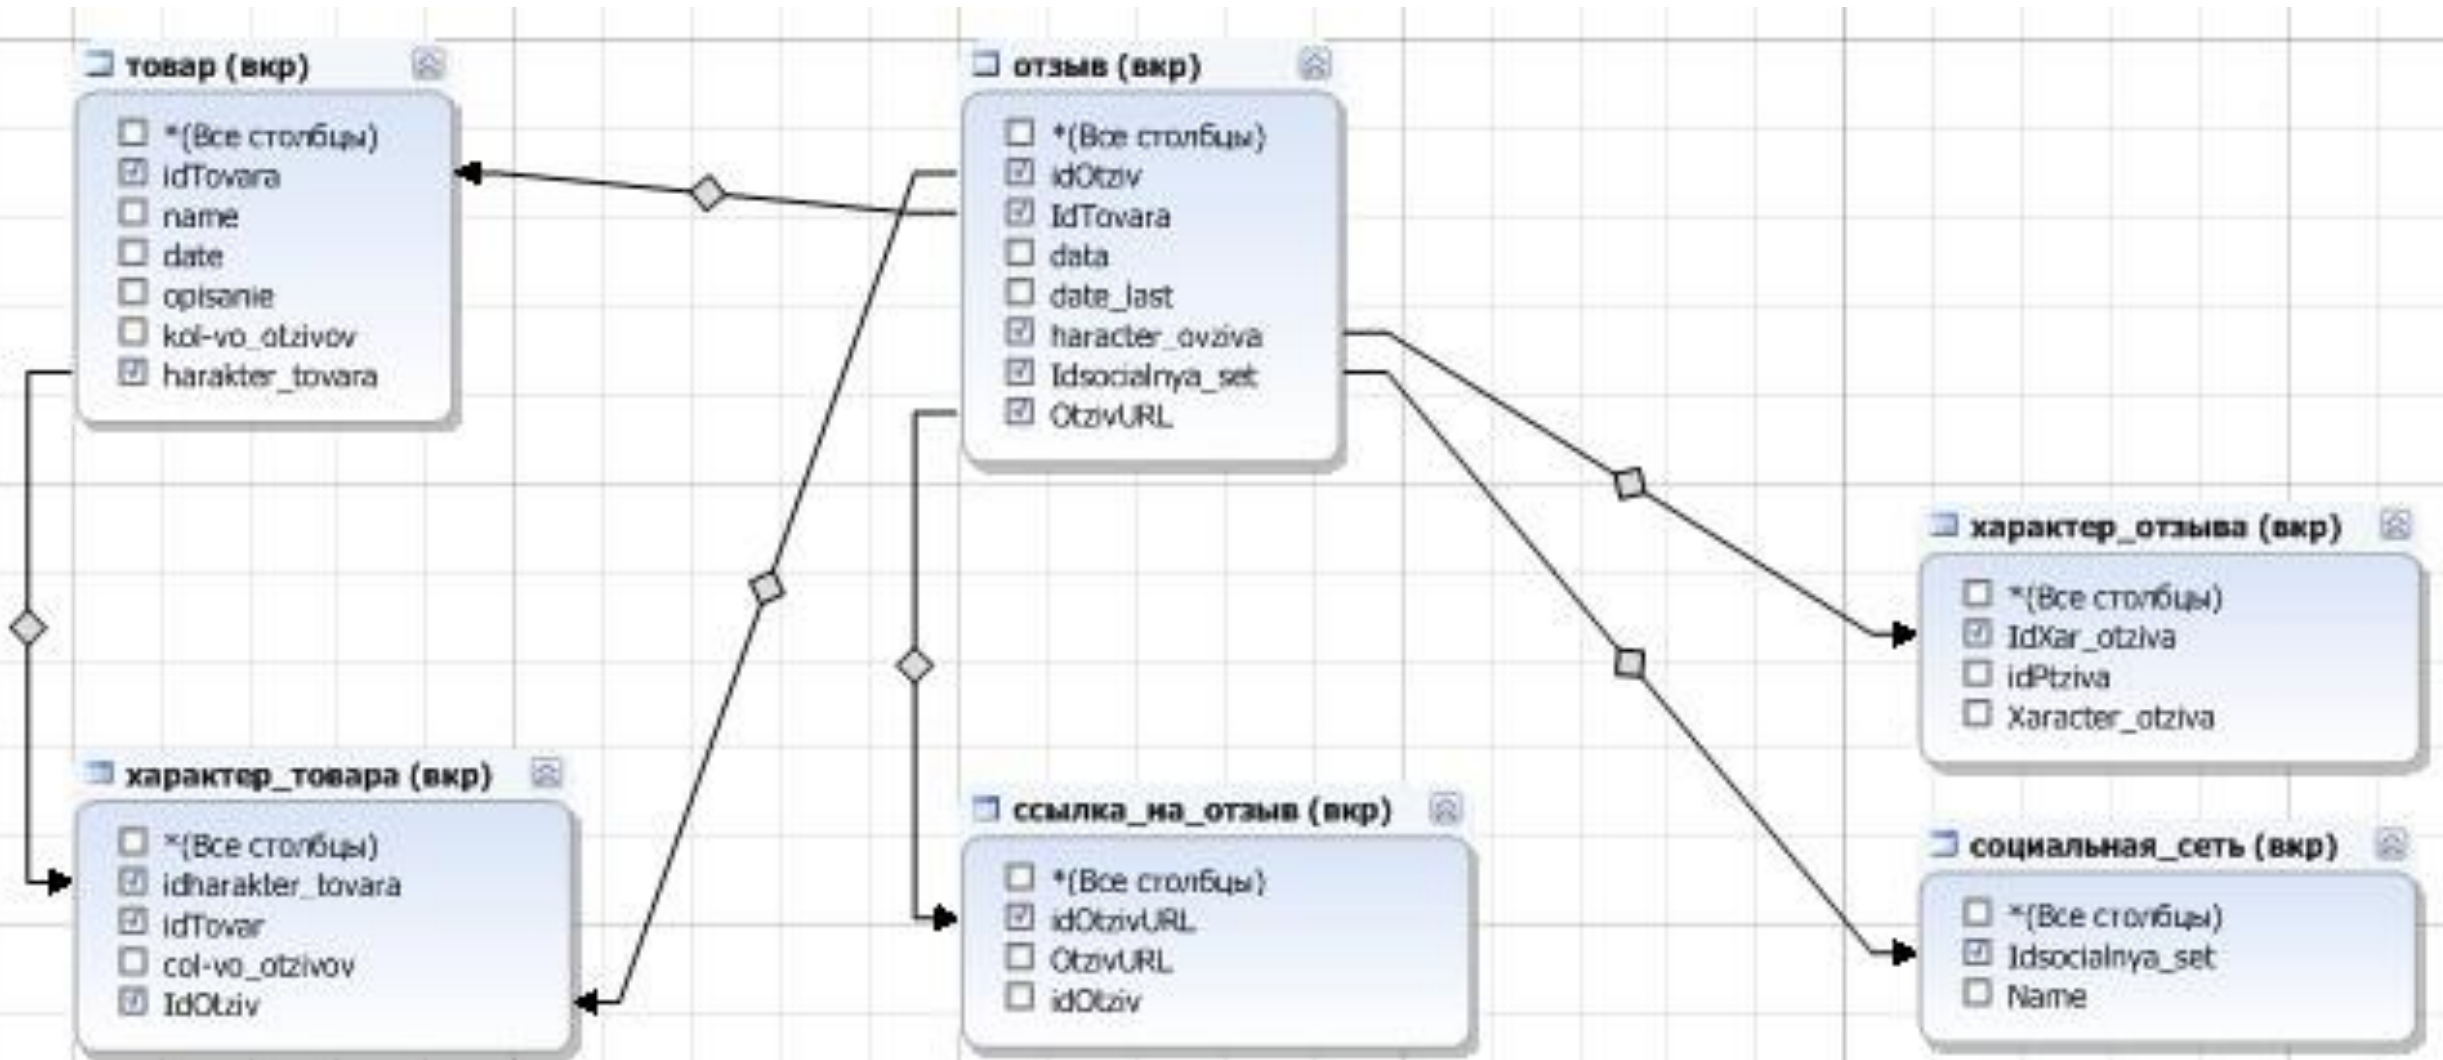 товар (вкр)
*(Все столбцы)
idTovara
name
date
opisanie
kol-vo_otzivov
harakter_tovara
отзыв (вкр)
*(Все столбцы)
idOtziv
IdTovara
data
date_last
haracter_ovziva
Idsocialnya_set
OtzivURL
характер_отзыва (вкр)
*(Все столбцы)
IdXar_otziva
idPtziva
Xaracter_otziva
характер_товара (вкр)
*(Все столбцы)
idharakter_tovara
idTovar
col-vo_otzivov
IdOtziv
ссылка_на_отзыв (вкр)
*(Все столбцы)
idOtzivURL
OtzivURL
idOtziv
социальная_сеть (вкр)
*(Все столбцы)
Idsocialnya_set
Name